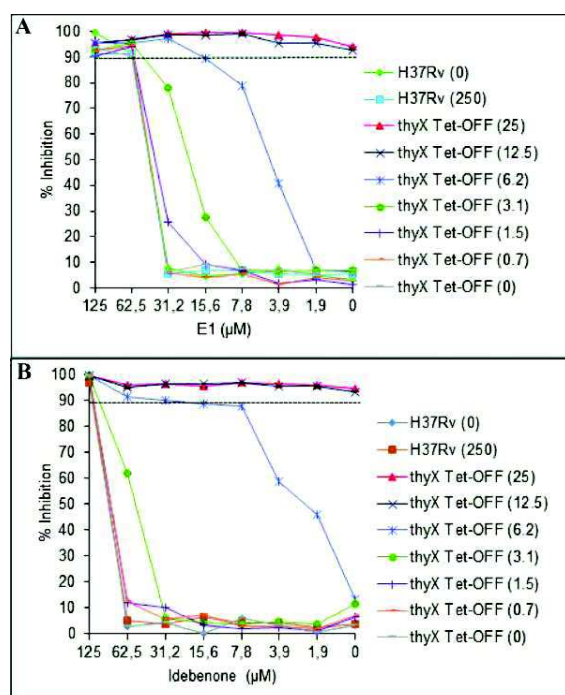 A
100
90
80
70
60
50
40
30
20
10
0
% Inhibition
125 62,5 31,2 15,6 7,8 3,9 1,9 0
E1 (µM)
H37Rv (0)
H37Rv (250)
thyX Tet-OFF (25)
thyX Tet-OFF (12.5)
thyX Tet-OFF (6.2)
thyX Tet-OFF (3.1)
thyX Tet-OFF (1.5)
thyX Tet-OFF (0.7)
thyX Tet-OFF (0)
B
100
90
80
70
60
50
40
30
20
10
0
% Inhibition
125 62,5 31,2 15,6 7,8 3,9 1,9 0
Idebenone (µM)
H37Rv (0)
H37Rv (250)
thyX Tet-OFF (25)
thyX Tet-OFF (12.5)
thyX Tet-OFF (6.2)
thyX Tet-OFF (3.1)
thyX Tet-OFF (1.5)
thyX Tet-OFF (0.7)
thyX Tet-OFF (0)